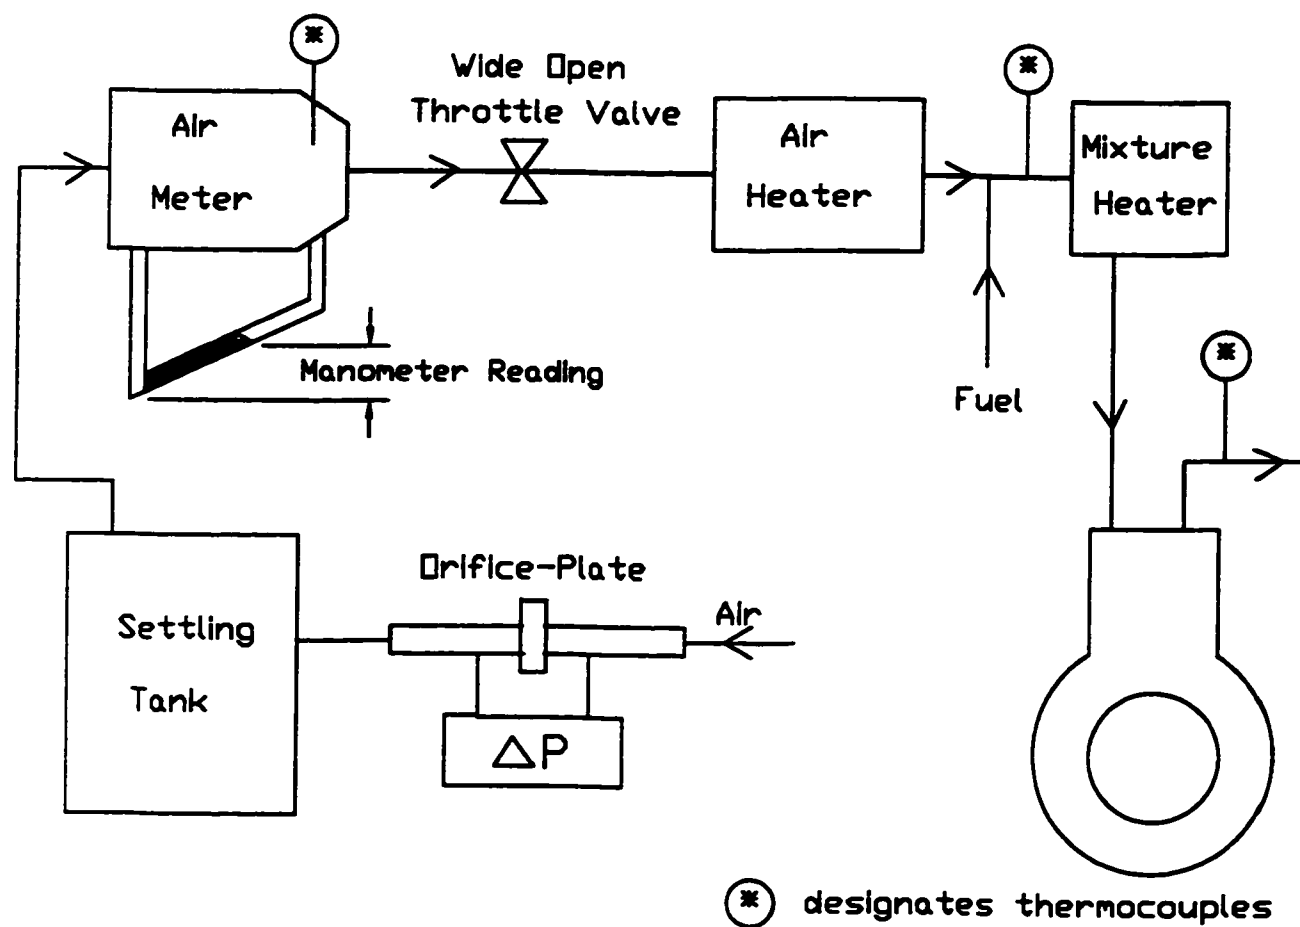 Wide Open
Throttle Valve
Air
Meter
Air
Heater
Mixture
Heater
Manometer Reading
Fuel
Orifice-Plate
Air
Settling
Tank
△P
* designates thermocouples
*
*
*